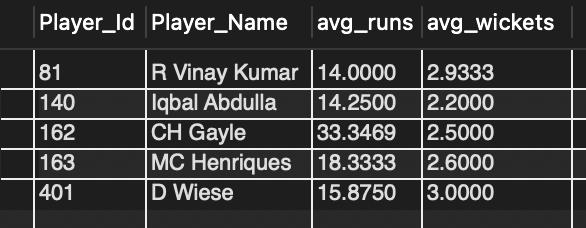 Player_Id Player_Name avg_runs avg_wickets
81 R Vinay Kumar 14.0000 2.9333
140 Iqbal Abdulla 14.2500 2.2000
162 CH Gayle 33.3469 2.5000
163 MC Henriques 18.3333 2.6000
401 D Wiese 15.8750 3.0000